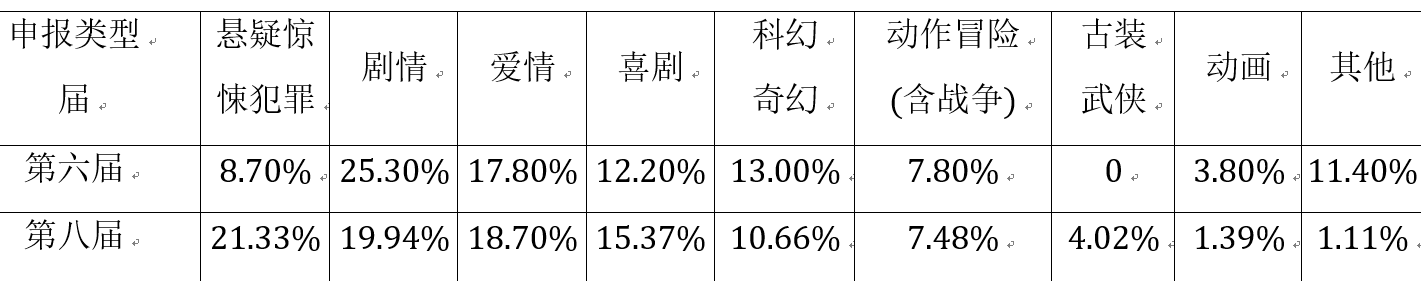 申报类型 悬疑惊 剧情 爱情 喜剧 科幻 动作冒险 古装 动画 其他
届 悚犯罪 奇幻 (含战争) 武侠
第六届 8.70% 25.30% 17.80% 12.20% 13.00% 7.80% 0 3.80% 11.40%
第八届 21.33% 19.94% 18.70% 15.37% 10.66% 7.48% 4.02% 1.39% 1.11%